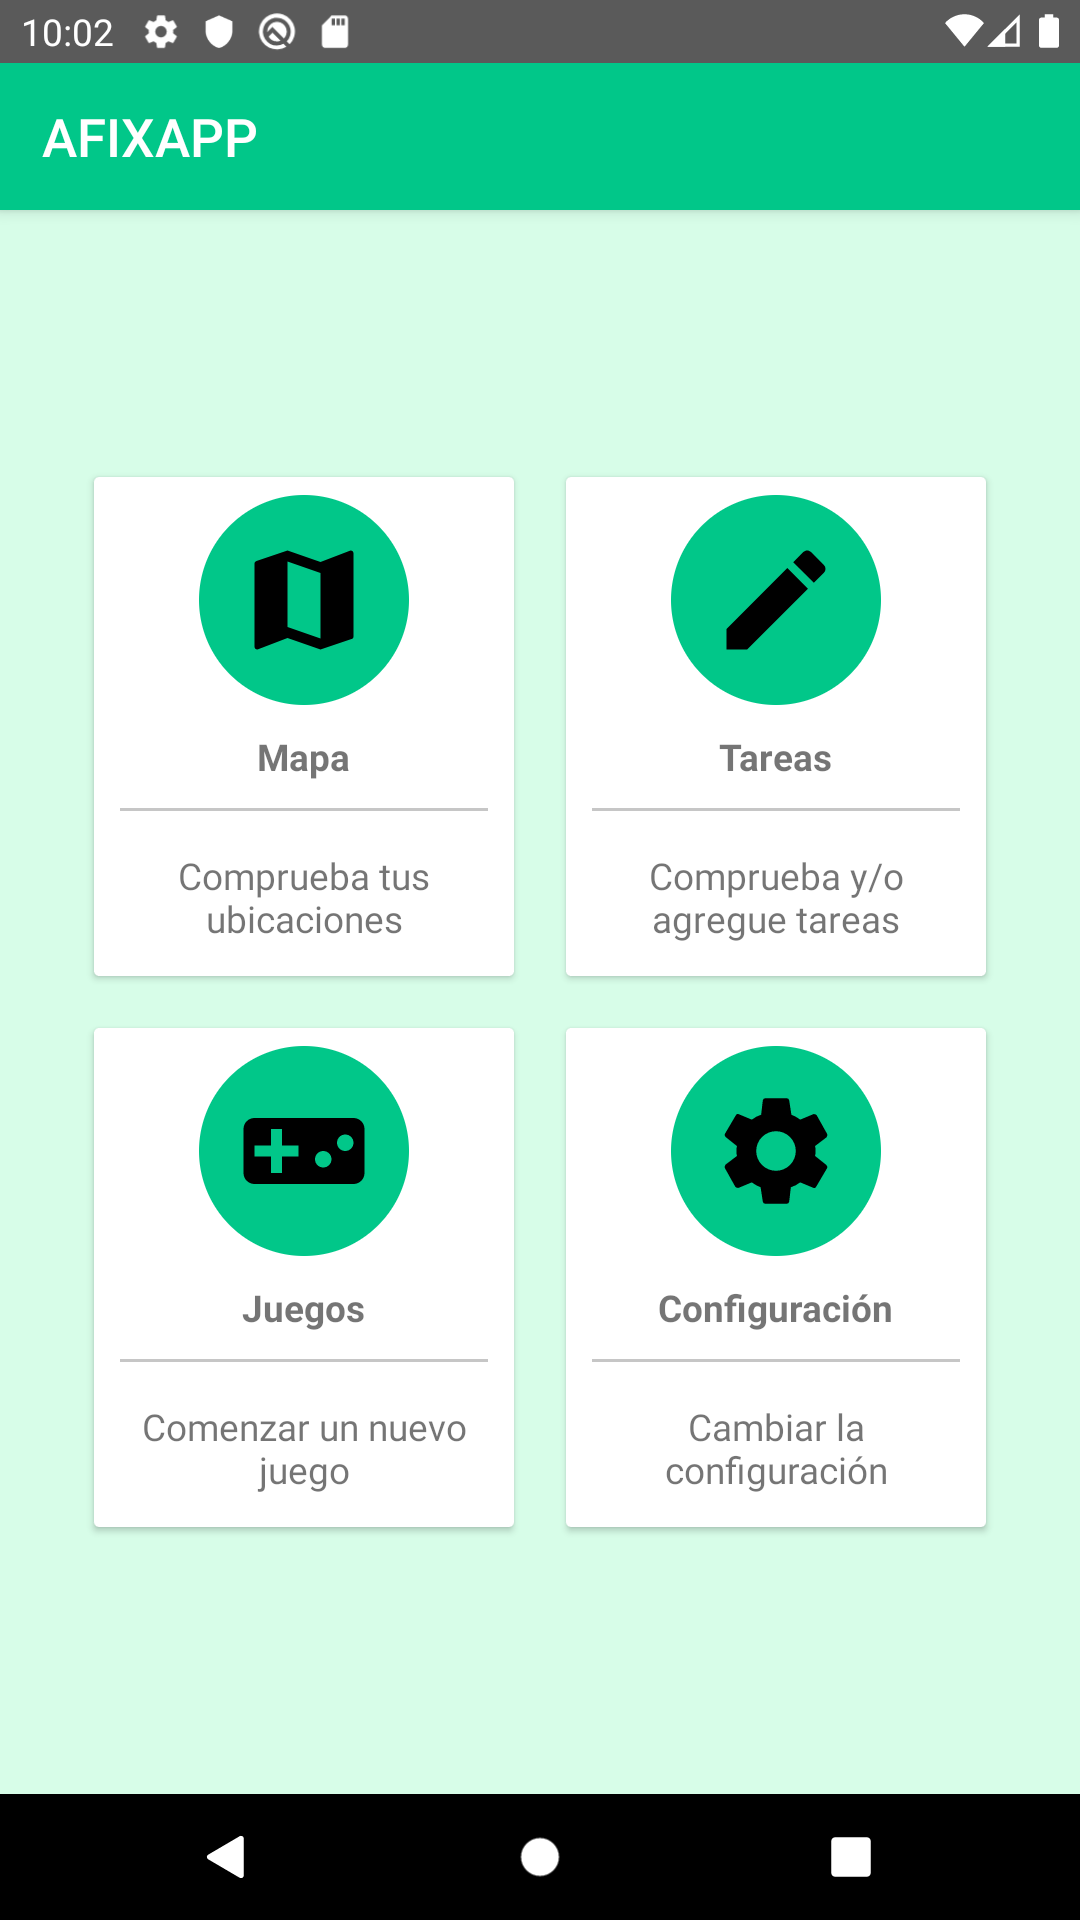 10:02
AFIXAPP
Mapa
Comprueba tus
ubicaciones
Tareas
Comprueba y/o
agregue tareas
Juegos
Comenzar un nuevo
juego
Configuración
Cambiar la
configuración